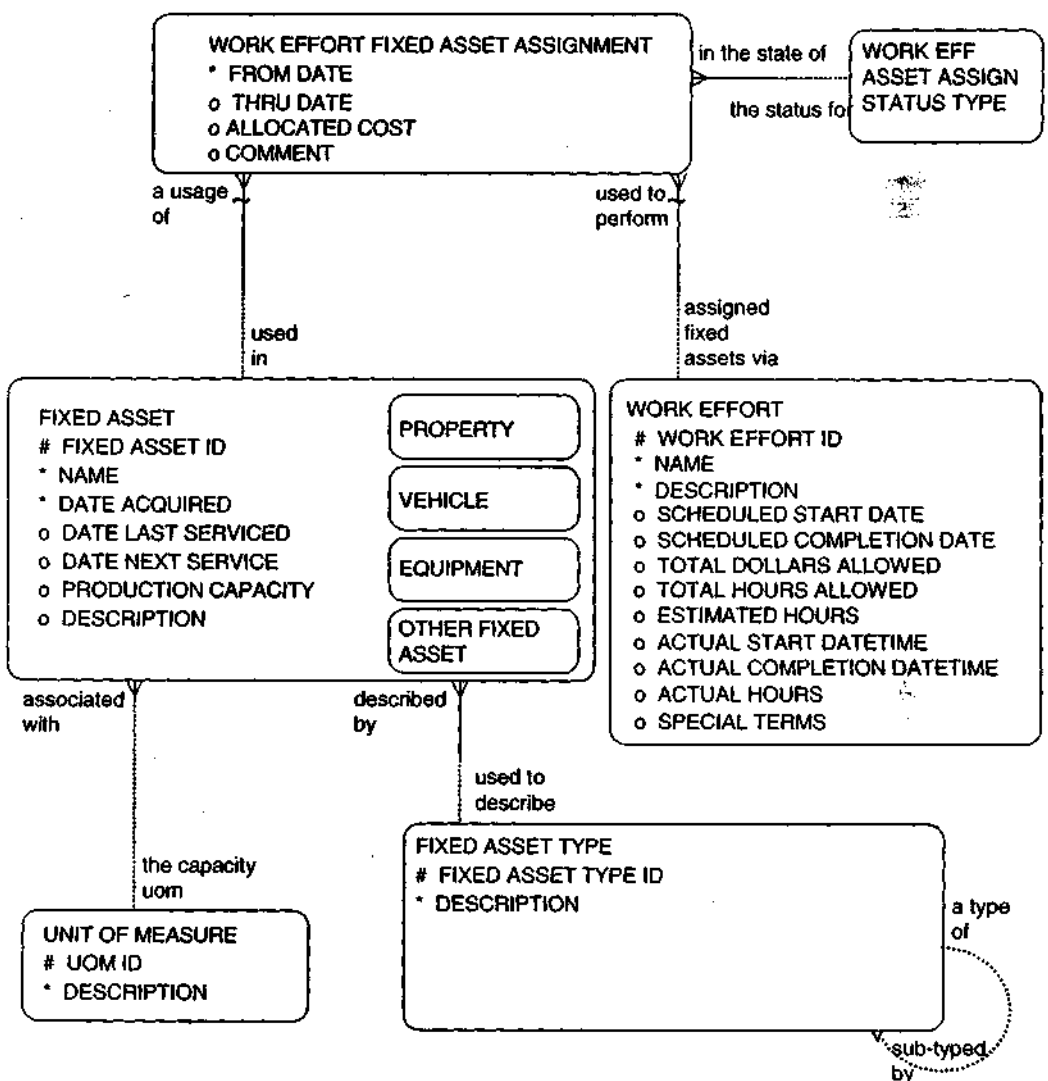 WORK EFFORT FIXED ASSET ASSIGNMENT
* FROM DATE
o THRU DATE
o ALLOCATED COST
o COMMENT
in the state of
the status for
WORK EFF
ASSET ASSIGN
STATUS TYPE
a usage
of
used to
perform
used
in
assigned
fixed
assets via
FIXED ASSET
# FIXED ASSET ID
* NAME
* DATE ACQUIRED
o DATE LAST SERVICED
o DATE NEXT SERVICE
o PRODUCTION CAPACITY
o DESCRIPTION
PROPERTY
VEHICLE
EQUIPMENT
OTHER FIXED
ASSET
WORK EFFORT
# WORK EFFORT ID
* NAME
* DESCRIPTION
o SCHEDULED START DATE
o SCHEDULED COMPLETION DATE
o TOTAL DOLLARS ALLOWED
o TOTAL HOURS ALLOWED
o ESTIMATED HOURS
o ACTUAL START DATETIME
o ACTUAL COMPLETION DATETIME
o ACTUAL HOURS
o SPECIAL TERMS
associated
with
described
by
used to
describe
the capacity
uom
UNIT OF MEASURE
# UOM ID
* DESCRIPTION
FIXED ASSET TYPE
# FIXED ASSET TYPE ID
* DESCRIPTION
a type
of
sub-typed
by